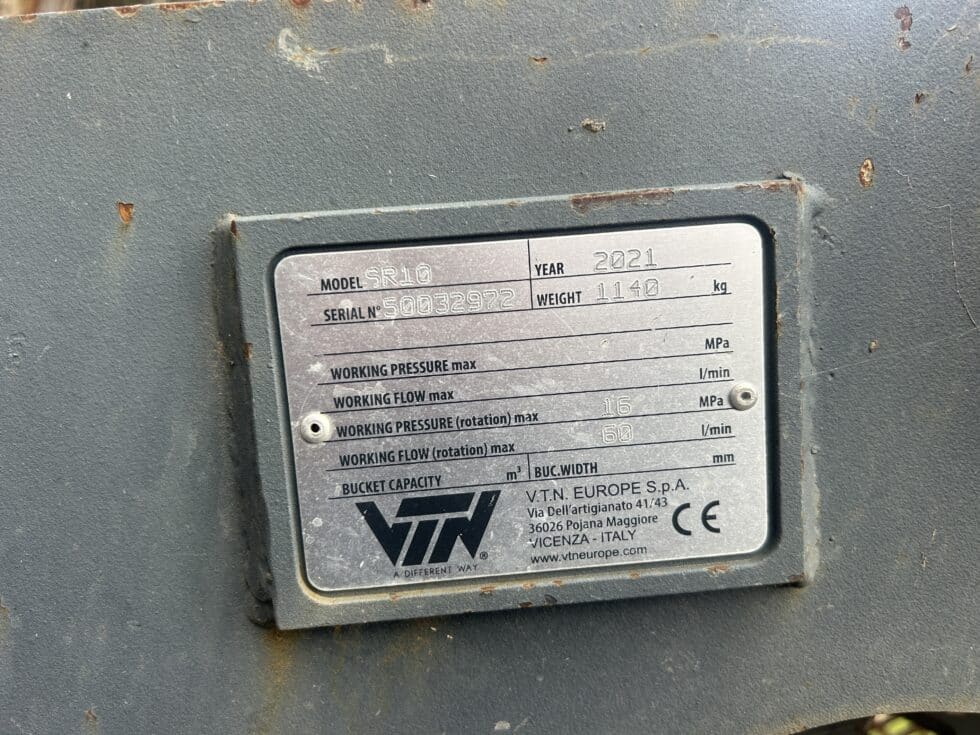 MODEL SR10 YEAR 2021
SERIAL N° 50032972 WEIGHT 1140 kg
WORKING PRESSURE max MPa
WORKING FLOW max l/min
WORKING PRESSURE (rotation) max 16 MPa
WORKING FLOW (rotation) max 60 l/min
BUCKET CAPACITY m³ BUC.WIDTH mm
VTN®
A DIFFERENT WAY
V.T.N. EUROPE S.p.A.
Via Dell'artigianato 41/43
36026 Pojana Maggiore
VICENZA - ITALY
www.vtneurope.com
CE